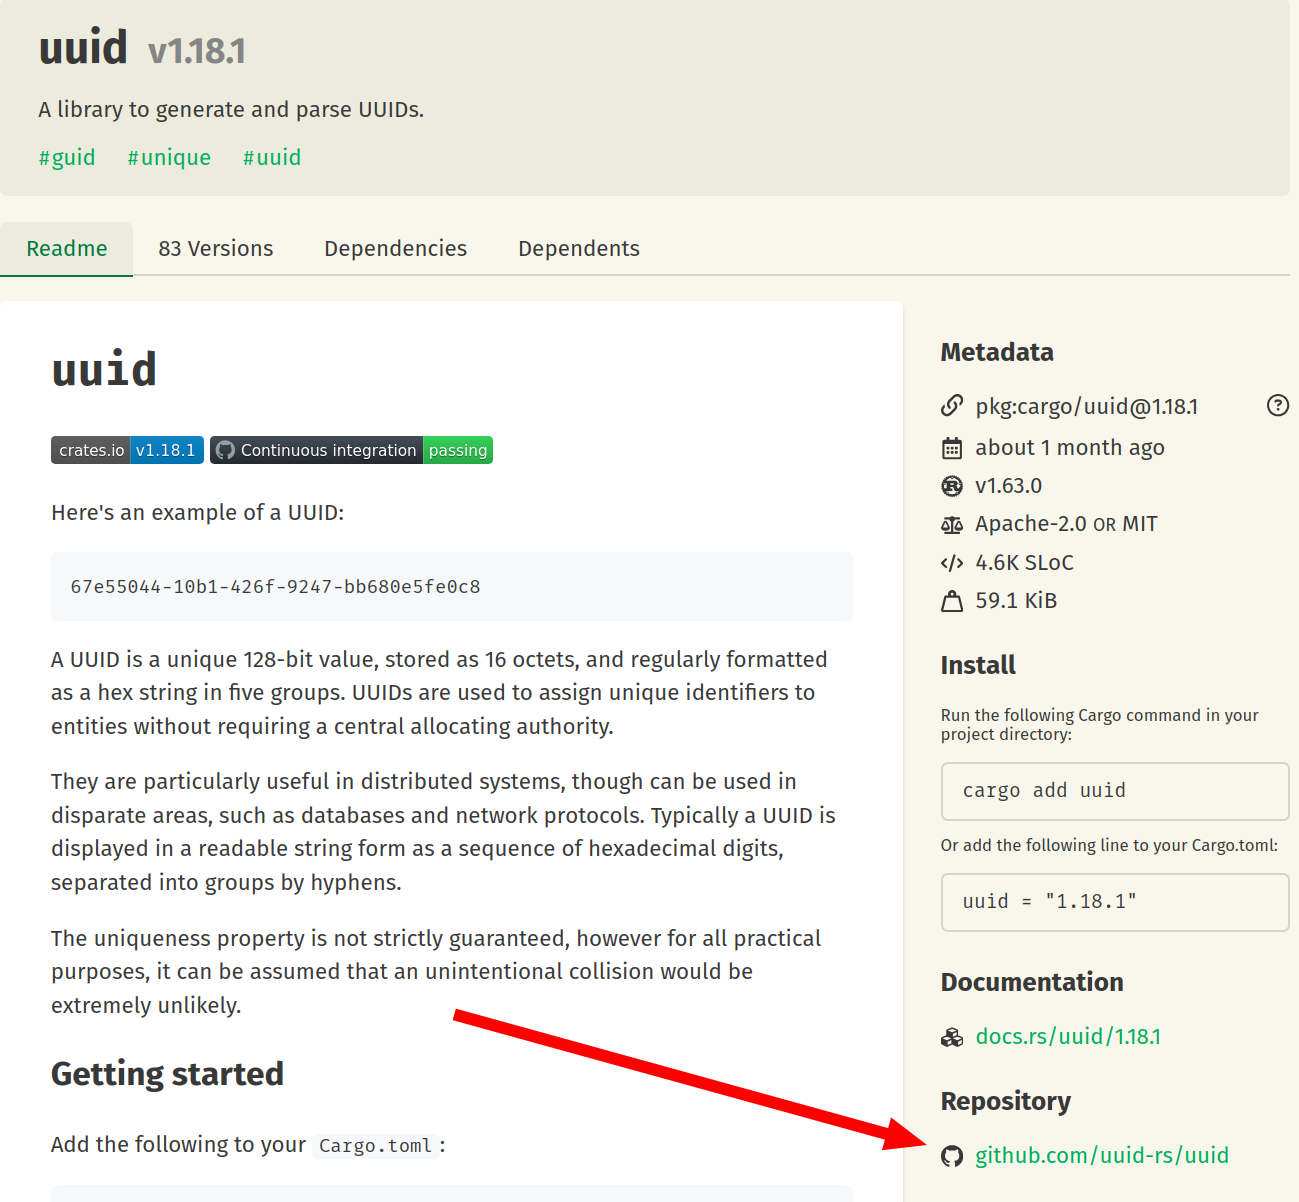 uuid v1.18.1
A library to generate and parse UUIDs.
#guid #unique #uuid
Readme 83 Versions Dependencies Dependents
uuid
crates.io v1.18.1 Continuous integration passing
Here's an example of a UUID:
67e55044-10b1-426f-9247-bb680e5fe0c8
A UUID is a unique 128-bit value, stored as 16 octets, and regularly formatted
as a hex string in five groups. UUIDs are used to assign unique identifiers to
entities without requiring a central allocating authority.
They are particularly useful in distributed systems, though can be used in
disparate areas, such as databases and network protocols. Typically a UUID is
displayed in a readable string form as a sequence of hexadecimal digits,
separated into groups by hyphens.
The uniqueness property is not strictly guaranteed, however for all practical
purposes, it can be assumed that an unintentional collision would be
extremely unlikely.
Getting started
Add the following to your Cargo.toml:
Metadata
pkg:cargo/uuid@1.18.1
about 1 month ago
v1.63.0
Apache-2.0 OR MIT
4.6K SLoC
59.1 KiB
Install
Run the following Cargo command in your
project directory:
cargo add uuid
Or add the following line to your Cargo.toml:
uuid = "1.18.1"
Documentation
docs.rs/uuid/1.18.1
Repository
github.com/uuid-rs/uuid